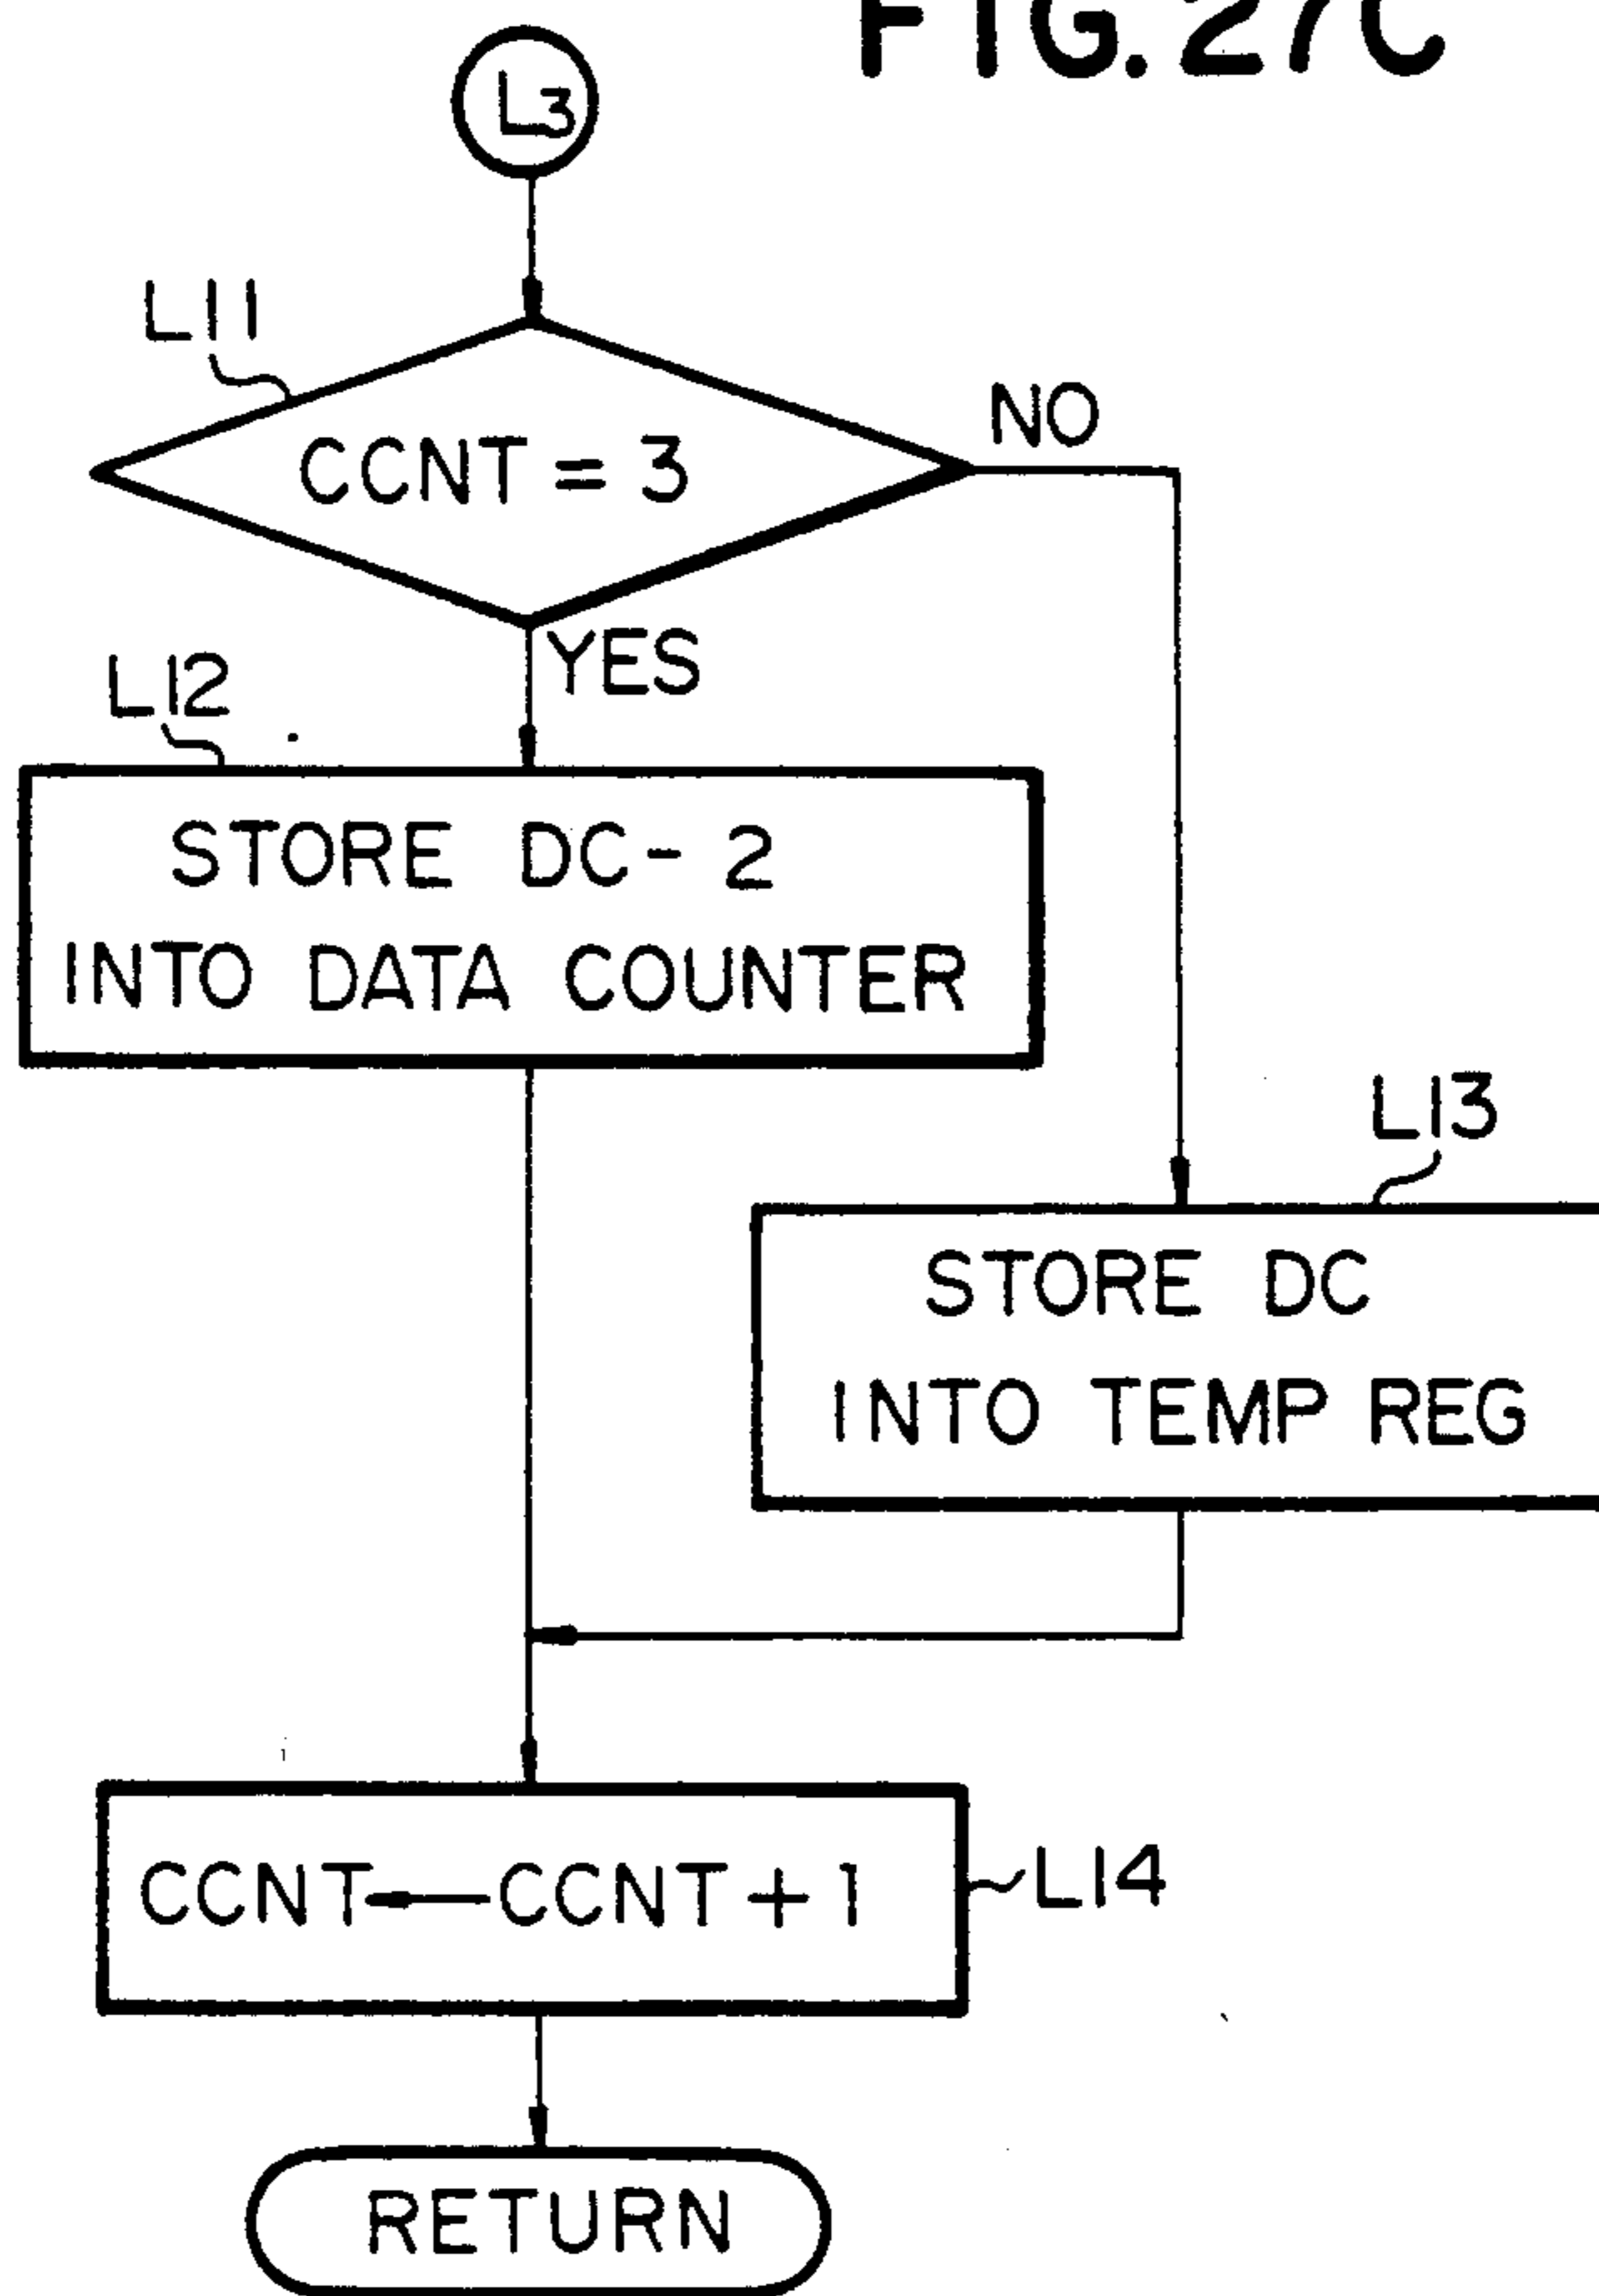 FIG. 27C
L3
L11
CCNT = 3
NO
YES
L12
STORE DC- 2
INTO DATA COUNTER
L13
STORE DC
INTO TEMP REG
CCNT←CCNT+1
L14
RETURN